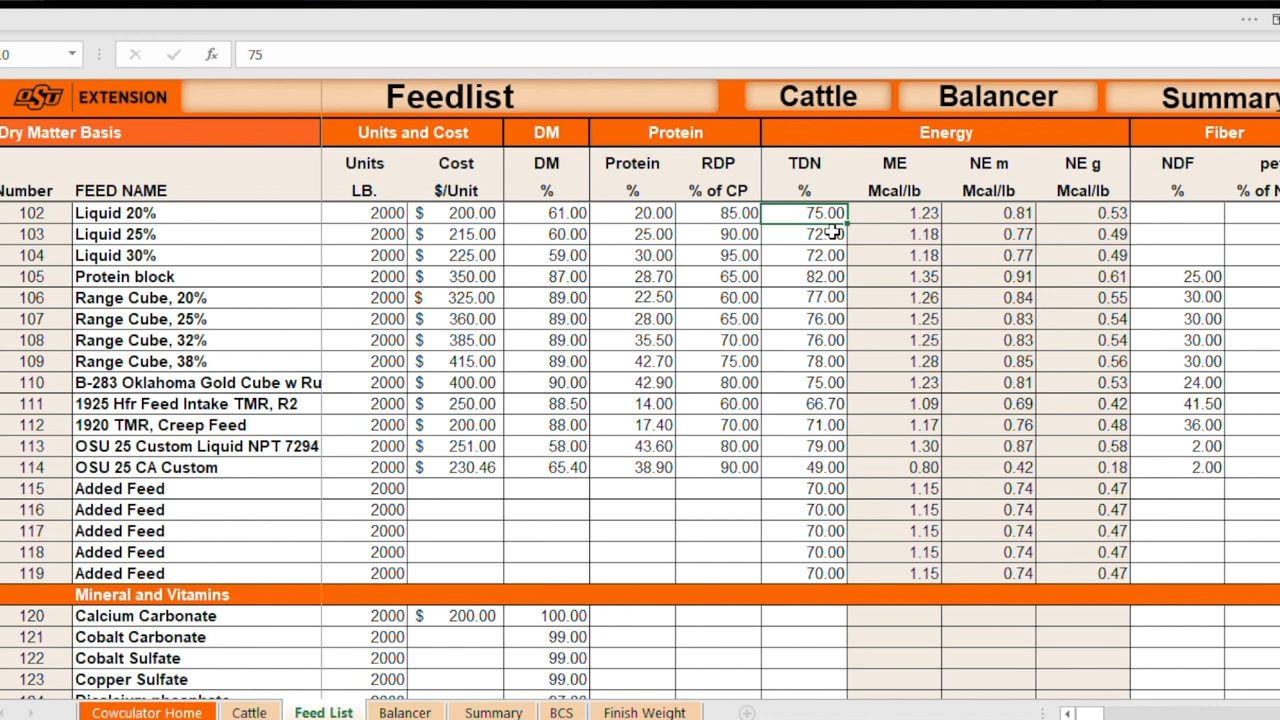 75
OSU EXTENSION Feedlist Cattle Balancer Summary
Dry Matter Basis Units and Cost DM Protein Energy Fiber
Units Cost DM Protein RDP TDN ME NE m NE g NDF
FEED NAME LB. $/Unit % % % of CP % Mcal/lb Mcal/lb Mcal/lb %
102 Liquid 20% 2000 $ 200.00 61.00 20.00 85.00 75.00 1.23 0.81 0.53
103 Liquid 25% 2000 $ 215.00 60.00 25.00 90.00 72.00 1.18 0.77 0.49
104 Liquid 30% 2000 $ 225.00 59.00 30.00 95.00 72.00 1.18 0.77 0.49
105 Protein block 2000 $ 350.00 87.00 28.70 65.00 82.00 1.35 0.91 0.61 25.00
106 Range Cube, 20% 2000 $ 325.00 89.00 22.50 60.00 77.00 1.26 0.84 0.55 30.00
107 Range Cube, 25% 2000 $ 360.00 89.00 28.00 65.00 76.00 1.25 0.83 0.54 30.00
108 Range Cube, 32% 2000 $ 385.00 89.00 35.50 70.00 76.00 1.25 0.83 0.54 30.00
109 Range Cube, 38% 2000 $ 415.00 89.00 42.70 75.00 78.00 1.28 0.85 0.56 30.00
110 B-283 Oklahoma Gold Cube w Ru 2000 $ 400.00 90.00 42.90 80.00 75.00 1.23 0.81 0.53 24.00
111 1925 Hfr Feed Intake TMR, R2 2000 $ 250.00 88.50 14.00 60.00 66.70 1.09 0.69 0.42 41.50
112 1920 TMR, Creep Feed 2000 $ 200.00 88.00 17.40 70.00 71.00 1.17 0.76 0.48 36.00
113 OSU 25 Custom Liquid NPT 7294 2000 $ 251.00 58.00 43.60 80.00 79.00 1.30 0.87 0.58 2.00
114 OSU 25 CA Custom 2000 $ 230.46 65.40 38.90 90.00 49.00 0.80 0.42 0.18 2.00
115 Added Feed 2000 70.00 1.15 0.74 0.47
116 Added Feed 2000 70.00 1.15 0.74 0.47
117 Added Feed 2000 70.00 1.15 0.74 0.47
118 Added Feed 2000 70.00 1.15 0.74 0.47
119 Added Feed 2000 70.00 1.15 0.74 0.47
Mineral and Vitamins
120 Calcium Carbonate 2000 $ 200.00 100.00
121 Cobalt Carbonate 2000 99.00
122 Cobalt Sulfate 2000 99.00
123 Copper Sulfate 2000 99.00
Cowculator Home Cattle Feed List Balancer Summary BCS Finish Weight